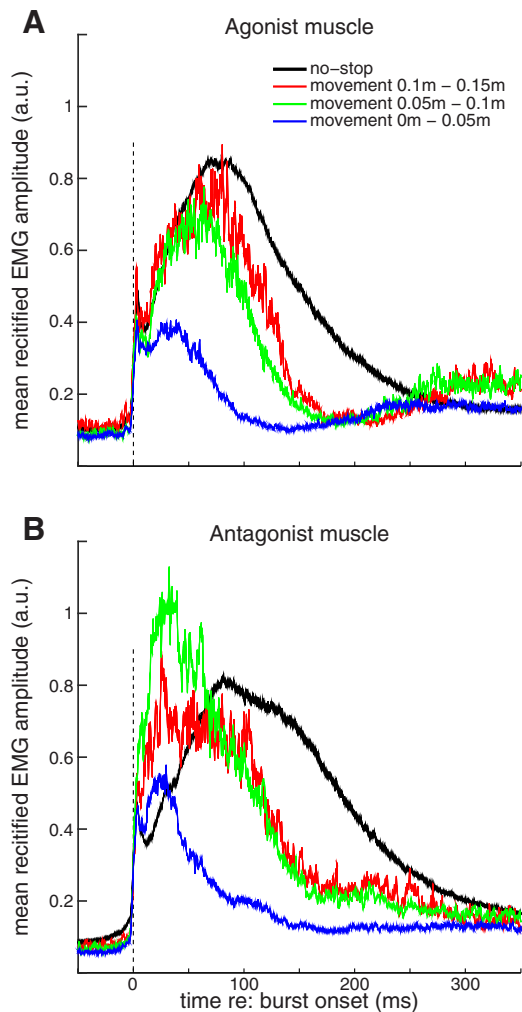 A
Agonist muscle
no-stop
movement 0.1m - 0.15m
movement 0.05m - 0.1m
movement 0m - 0.05m
mean recitified EMG amplitude (a.u.)
1
0.8
0.6
0.4
0.2
B
Antagonist muscle
mean recitified EMG amplitude (a.u.)
1
0.8
0.6
0.4
0.2
0 100 200 300
time re: burst onset (ms)